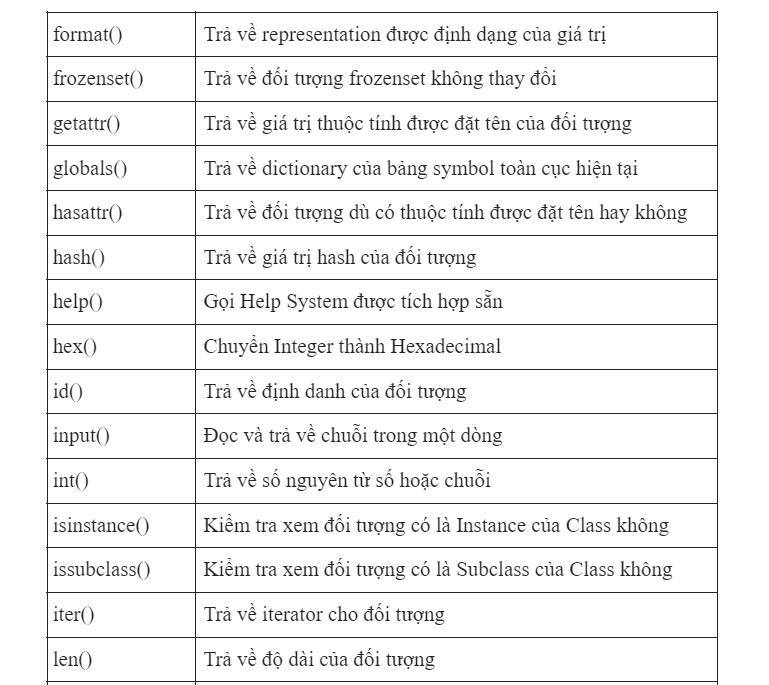 format() Trả về representation được định dạng của giá trị
frozenset() Trả về đối tượng frozenset không thay đổi
getattr() Trả về giá trị thuộc tính được đặt tên của đối tượng
globals() Trả về dictionary của bảng symbol toàn cục hiện tại
hasattr() Trả về đối tượng dù có thuộc tính được đặt tên hay không
hash() Trả về giá trị hash của đối tượng
help() Gọi Help System được tích hợp sẵn
hex() Chuyển Integer thành Hexadecimal
id() Trả về định danh của đối tượng
input() Đọc và trả về chuỗi trong một dòng
int() Trả về số nguyên từ số hoặc chuỗi
isinstance() Kiểm tra xem đối tượng có là Instance của Class không
issubclass() Kiểm tra xem đối tượng có là Subclass của Class không
iter() Trả về iterator cho đối tượng
len() Trả về độ dài của đối tượng